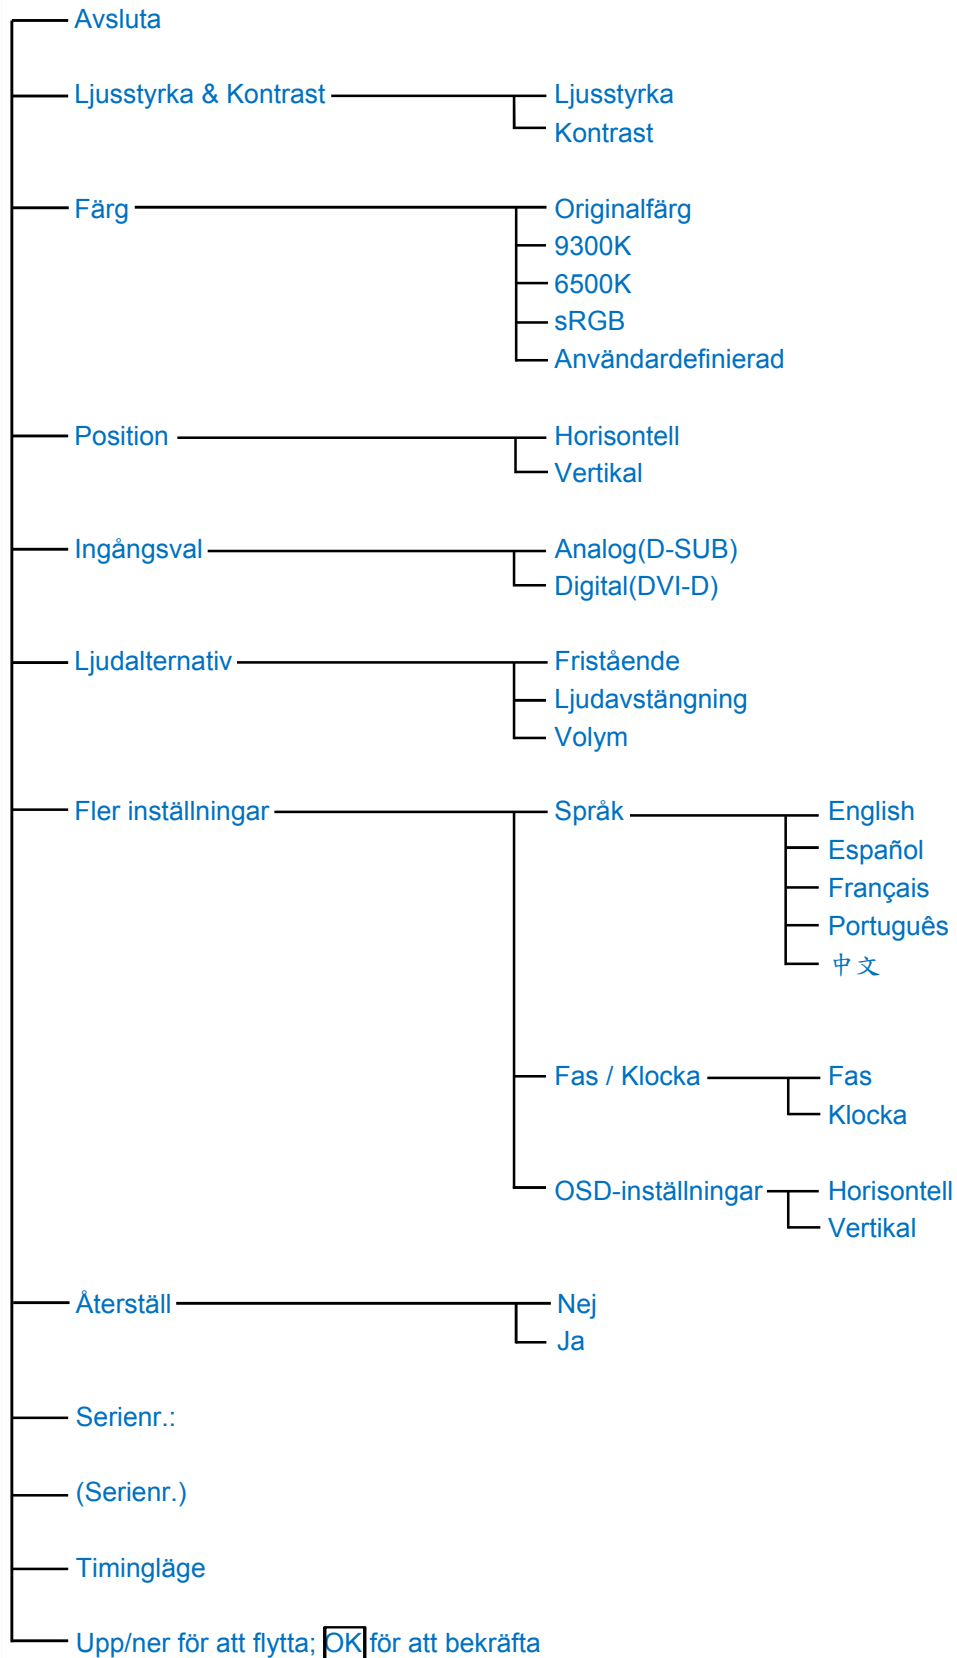 Avsluta
Ljusstyrka & Kontrast
Ljusstyrka
Kontrast
Färg
Originalfärg
9300K
6500K
sRGB
Användardefinierad
Position
Horisontell
Vertikal
Ingångsval
Analog(D-SUB)
Digital(DVI-D)
Ljudalternativ
Fristående
Ljudavstängning
Volym
Fler inställningar
Språk
English
Español
Français
Português
中文
Fas / Klocka
Fas
Klocka
OSD-inställningar
Horisontell
Vertikal
Återställ
Nej
Ja
Serienr.:
(Serienr.)
Timingläge
Upp/ner för att flytta; OK för att bekräfta